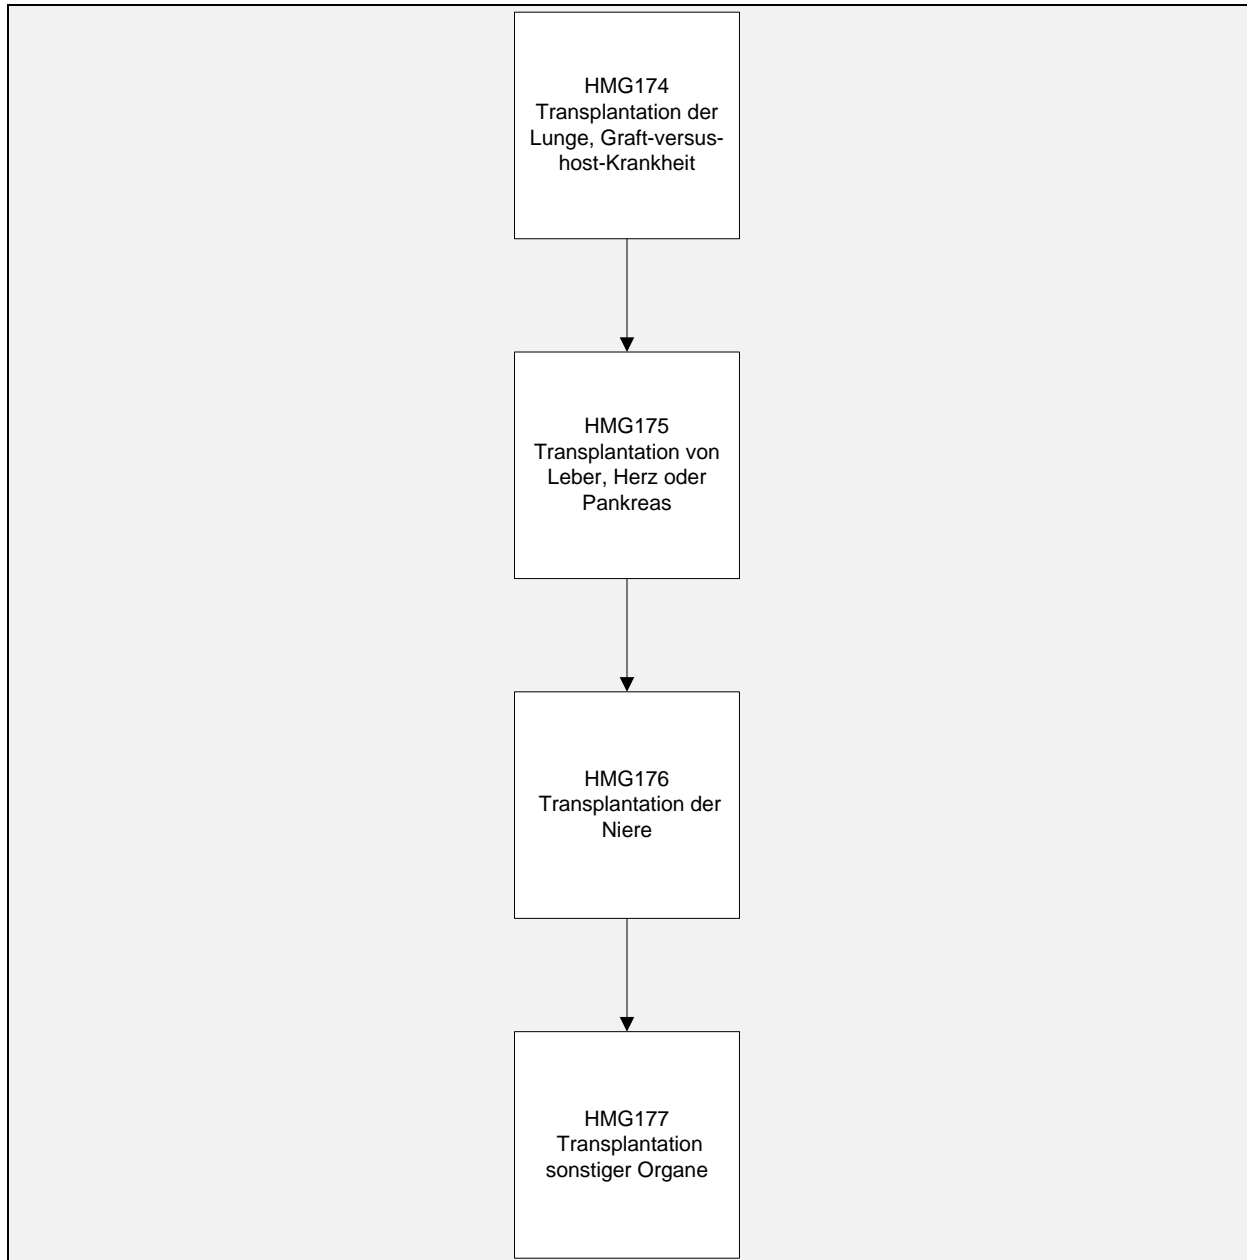 HMG174
Transplantation der
Lunge, Graft-versus-
host-Krankheit
HMG175
Transplantation von
Leber, Herz oder
Pankreas
HMG176
Transplantation der
Niere
HMG177
Transplantation
sonstiger Organe